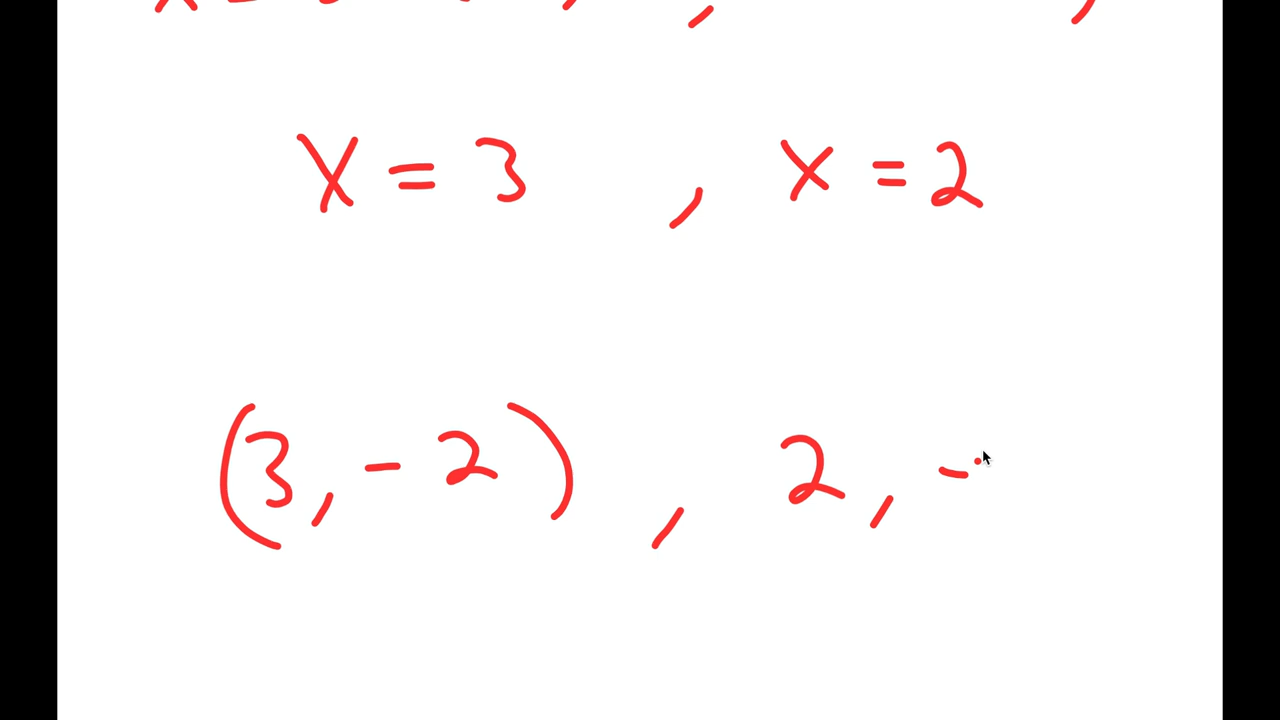 x = 3 , x = 2
(3, - 2) , 2, -